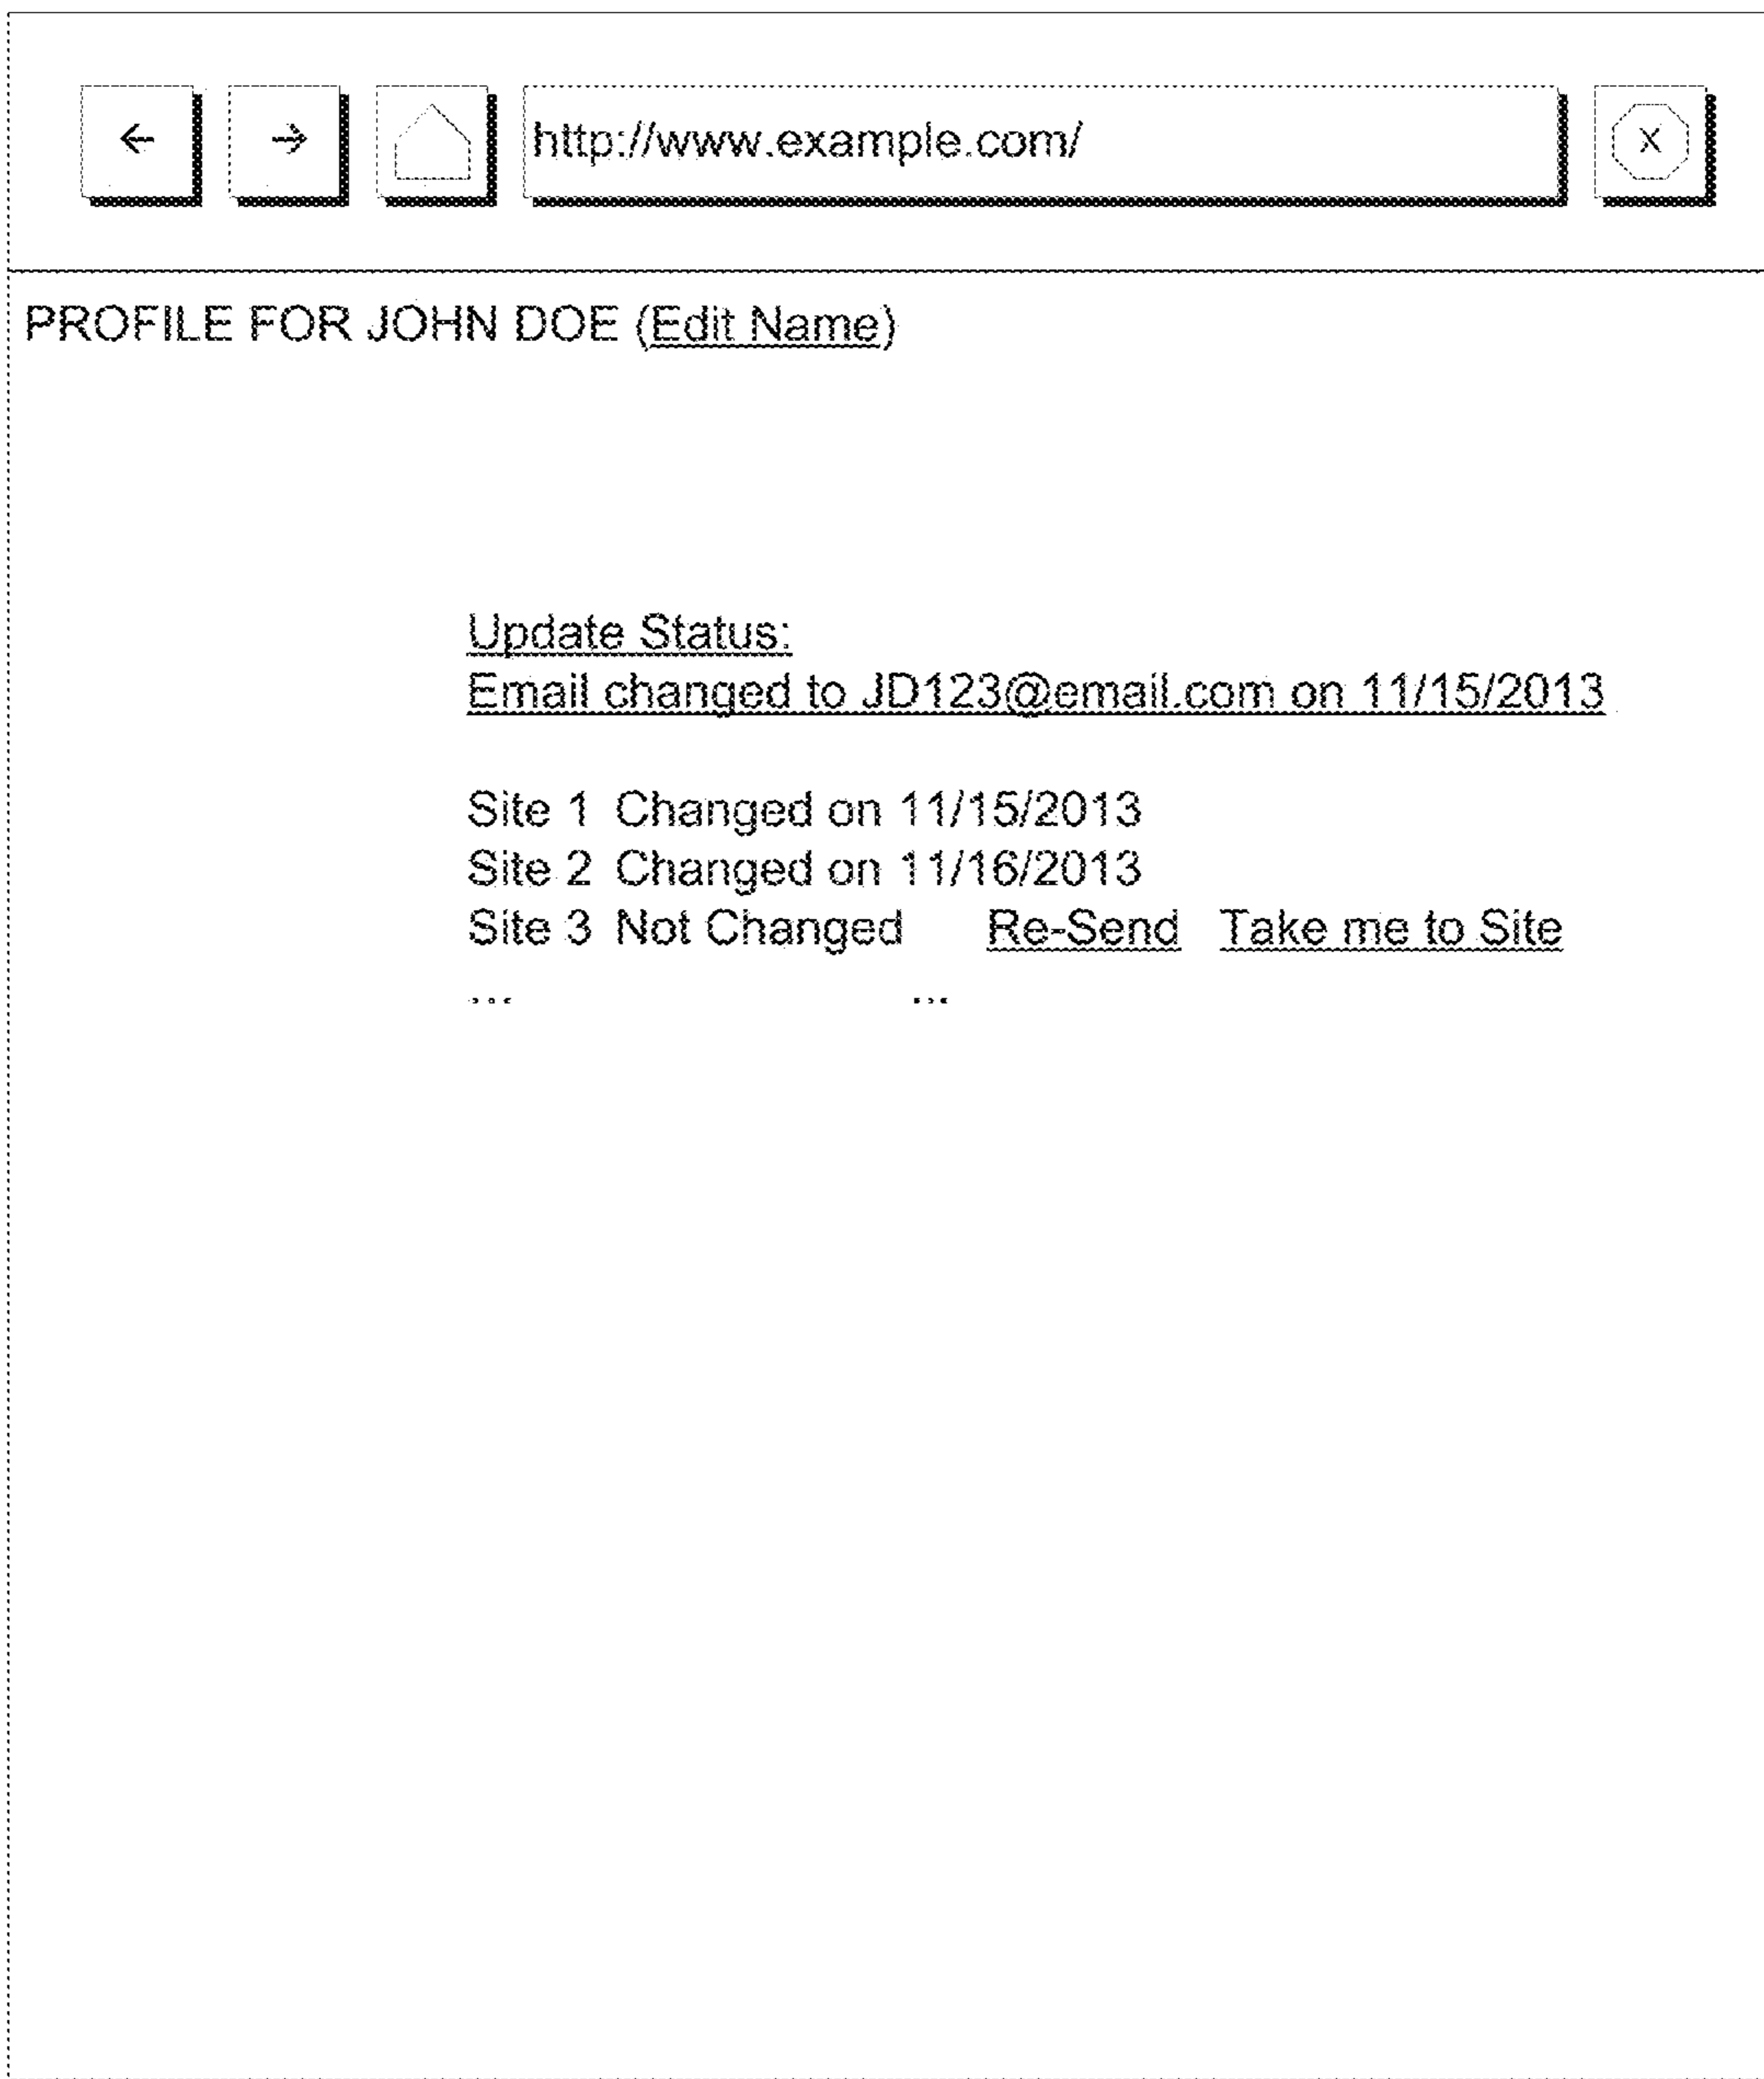 ← → http://www.example.com/ X
PROFILE FOR JOHN DOE (Edit Name)
Update Status:
Email changed to JD123@email.com on 11/15/2013
Site 1 Changed on 11/15/2013
Site 2 Changed on 11/16/2013
Site 3 Not Changed Re-Send Take me to Site
... ...